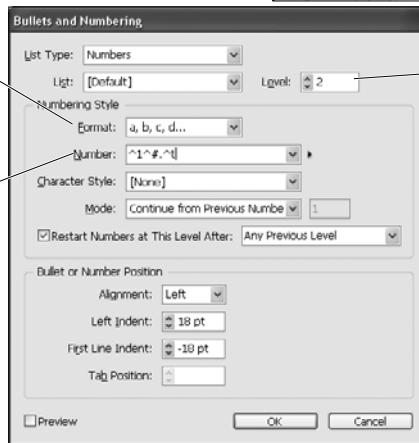 Bullets and Numbering
List Type: Numbers
List: [Default] Level: 2
Numbering Style
Format: a, b, c, d...
Number: ^1^#.^t
Character Style: [None]
Mode: Continue from Previous Numbe 1
Restart Numbers at This Level After: Any Previous Level
Bullet or Number Position
Alignment: Left
Left Indent: 18 pt
First Line Indent: -18 pt
Tab Position:
Preview OK Cancel